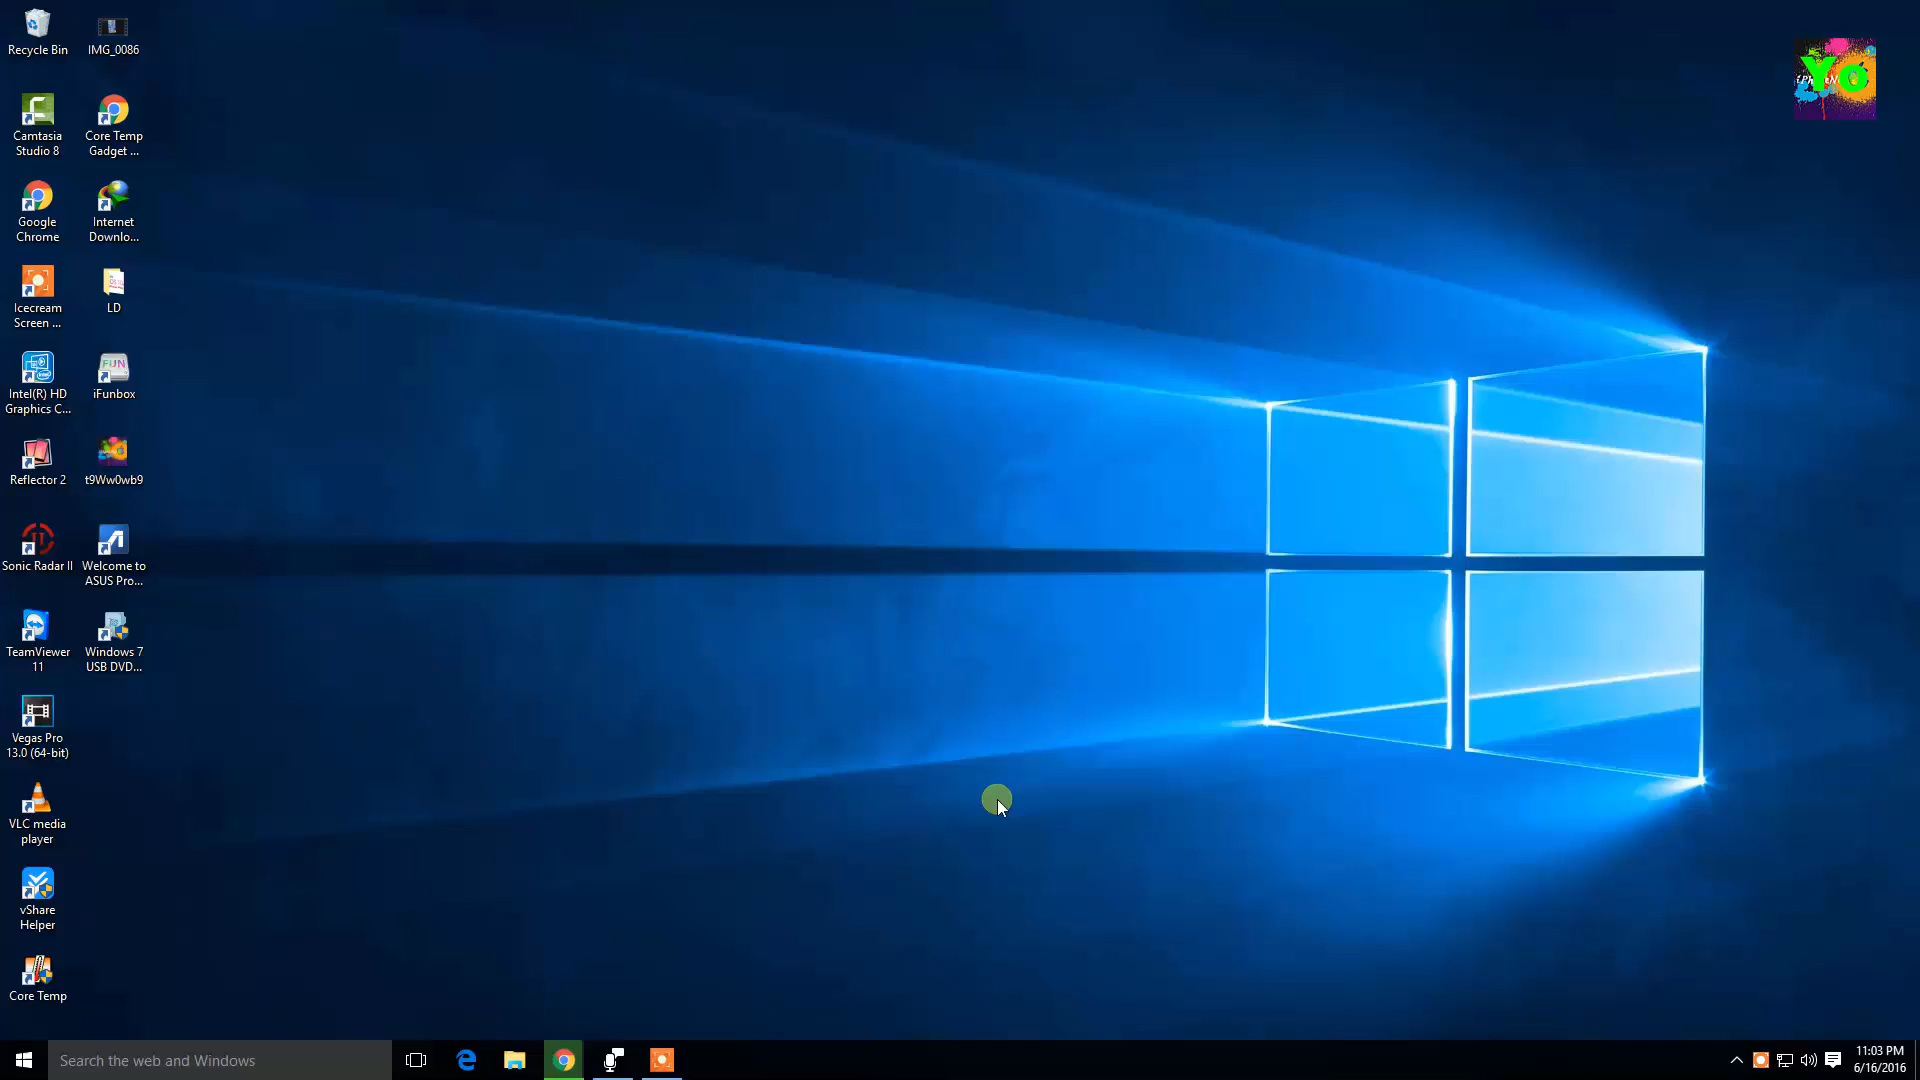 Recycle Bin
IMG_0086
Camtasia
Studio 8
Core Temp
Gadget ...
Google
Chrome
Internet
Downlo...
Icecream
Screen ...
LD
Intel(R) HD
Graphics C...
iFunbox
Reflector 2
t9Ww0wb9
Sonic Radar II
Welcome to
ASUS Pro...
TeamViewer
11
Windows 7
USB DVD...
Vegas Pro
13.0 (64-bit)
VLC media
player
vShare
Helper
Core Temp
Yo
FUN
Search the web and Windows
11:03 PM
6/16/2016